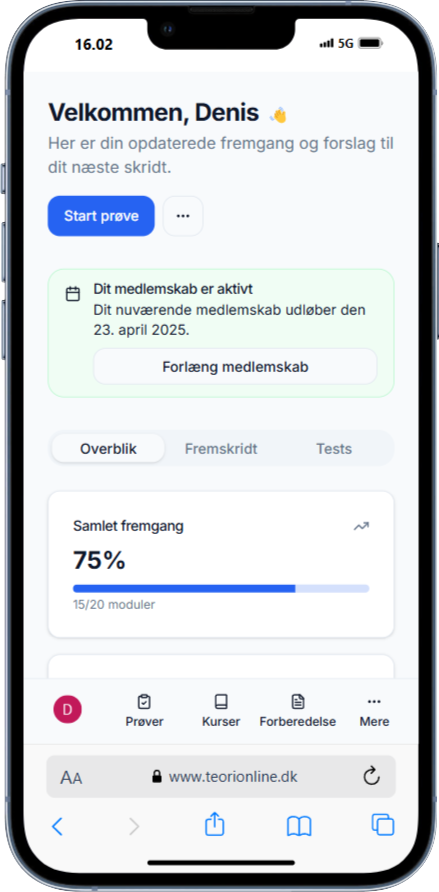 16.02
5G
Velkommen, Denis 👋
Her er din opdaterede fremgang og forslag til
dit næste skridt.
Start prøve
...
Dit medlemskab er aktivt
Dit nuværende medlemskab udløber den
23. april 2025.
Forlæng medlemskab
Overblik Fremskridt Tests
Samlet fremgang
75%
15/20 moduler
D
Prøver Kurser Forberedelse Mere
AA www.teorionline.dk